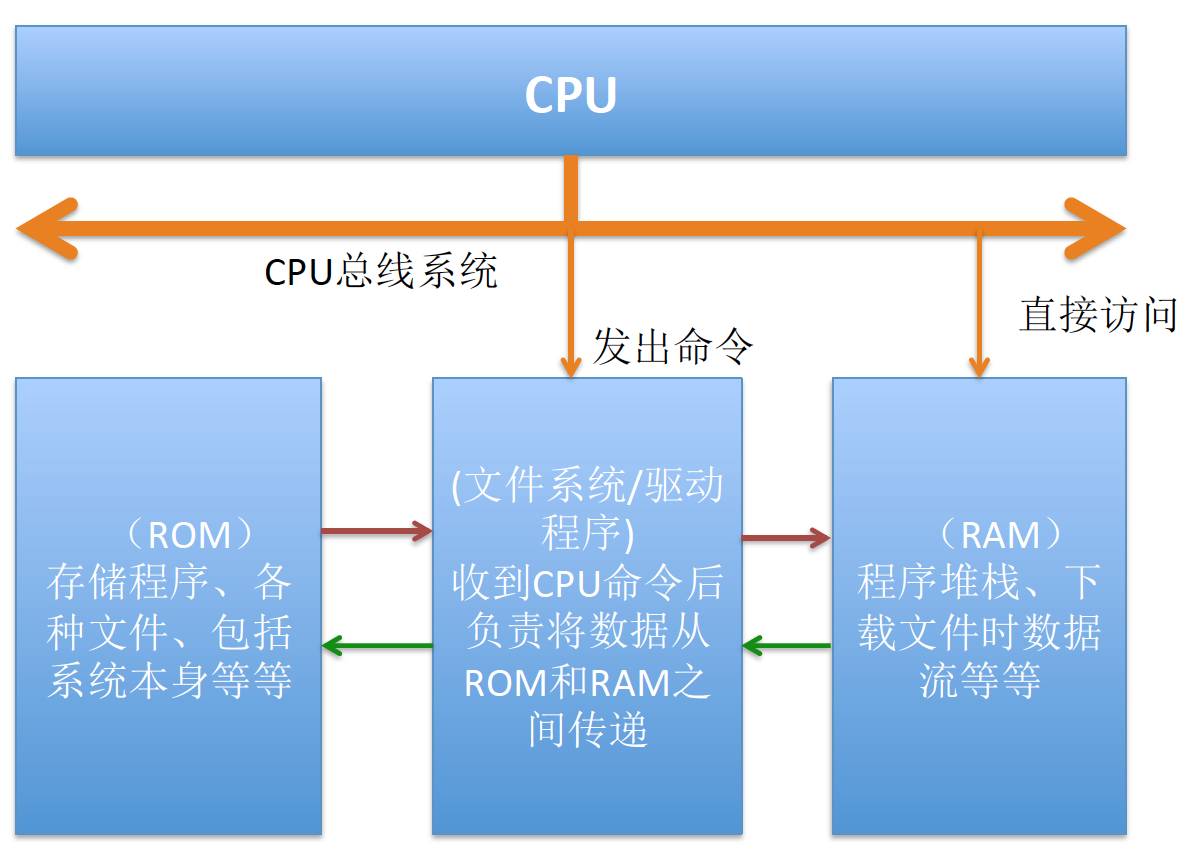 CPU
CPU总线系统
直接访问
发出命令
（ROM）
存储程序、各
种文件、包括
系统本身等等
(文件系统/驱动
程序)
收到CPU命令后
负责将数据从
ROM和RAM之
间传递
（RAM）
程序堆栈、下
载文件时数据
流等等